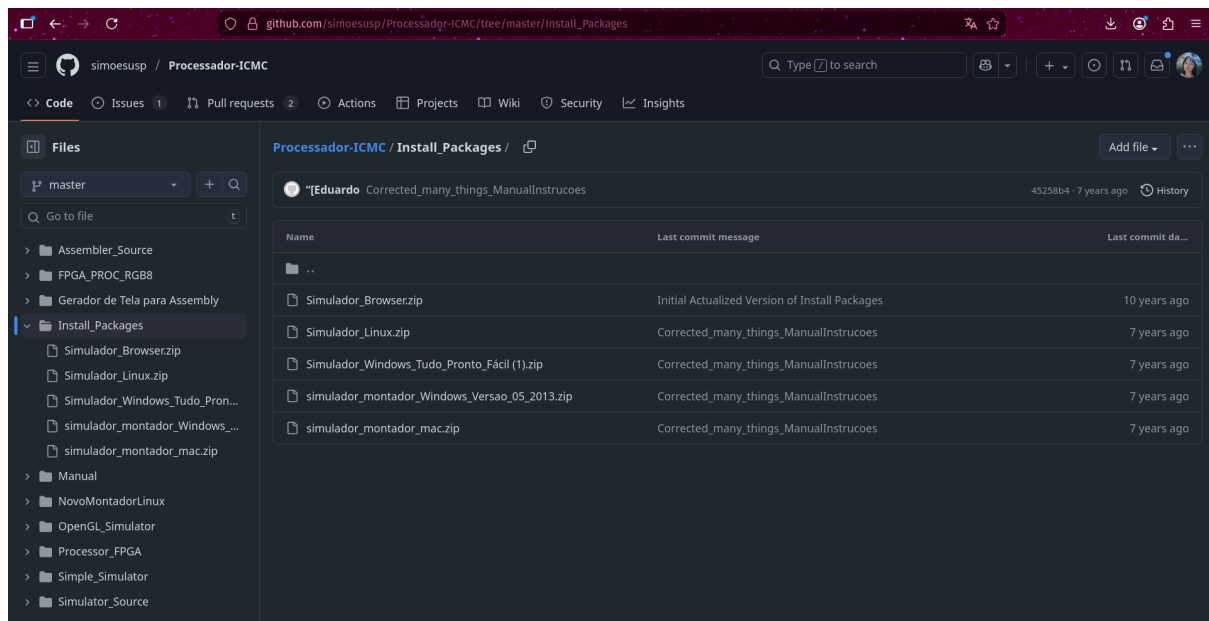 github.com/simoesusp/Processador-ICMC/tree/master/Install_Packages
simoesusp / Processador-ICMC
Type / to search
<> Code
Issues 1
Pull requests 2
Actions
Projects
Wiki
Security
Insights
Files
master
Go to file
t
Assembler_Source
FPGA_PROC_RGB8
Gerador de Tela para Assembly
Install_Packages
Simulador_Browser.zip
Simulador_Linux.zip
Simulador_Windows_Tudo_Pron...
simulador_montador_Windows_...
simulador_montador_mac.zip
Manual
NovoMontadorLinux
OpenGL_Simulator
Processor_FPGA
Simple_Simulator
Simulator_Source
Processador-ICMC / Install_Packages /
Add file
"[Eduardo Corrected_many_things_ManualInstrucoes
45258b4 · 7 years ago
History
Name Last commit message Last commit da...
..
Simulador_Browser.zip Initial Actualized Version of Install Packages 10 years ago
Simulador_Linux.zip Corrected_many_things_ManualInstrucoes 7 years ago
Simulador_Windows_Tudo_Pronto_Fácil (1).zip Corrected_many_things_ManualInstrucoes 7 years ago
simulador_montador_Windows_Versao_05_2013.zip Corrected_many_things_ManualInstrucoes 7 years ago
simulador_montador_mac.zip Corrected_many_things_ManualInstrucoes 7 years ago